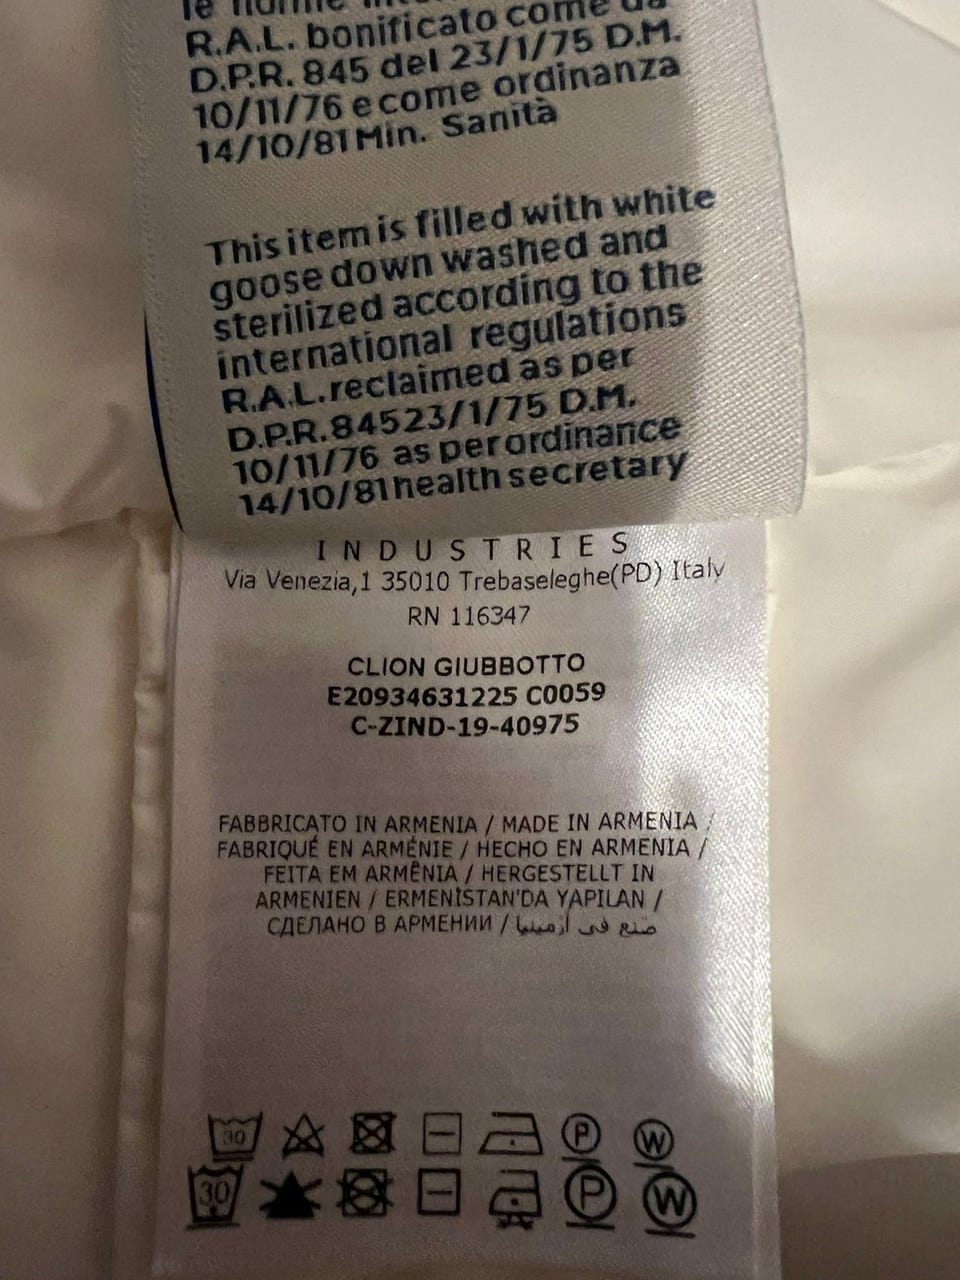 le norme
R.A.L. bonificato come da
D.P.R. 845 del 23/1/75 D.M.
10/11/76 e come ordinanza
14/10/81 Min. Sanità
This item is filled with white
goose down washed and
sterilized according to the
international regulations
R.A.L. reclaimed as per
D.P.R. 84523/1/75 D.M.
10/11/76 as per ordinance
14/10/81 health secretary
INDUSTRIES
Via Venezia,1 35010 Trebaseleghe(PD) Italy
RN 116347
CLION GIUBBOTTO
E20934631225 C0059
C-ZIND-19-40975
FABBRICATO IN ARMENIA / MADE IN ARMENIA /
FABRIQUÉ EN ARMÉNIE / HECHO EN ARMENIA /
FEITA EM ARMÊNIA / HERGESTELLT IN
ARMENIEN / ERMENİSTAN'DA YAPILAN /
СДЕЛАНО В АРМЕНИИ / صنع في أرمينيا
30 P W
30 P W